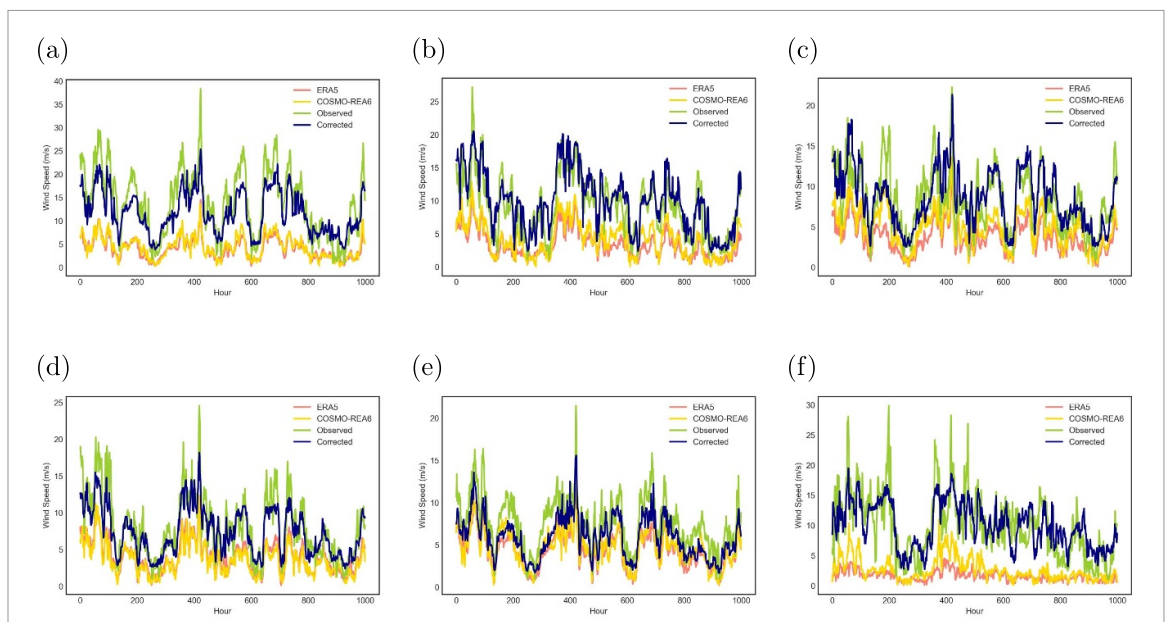 (a)
(b)
(c)
40
35
30
25
20
15
10
5
0
Wind Speed (m/s)
ERA5
COSMO-REA6
Observed
Corrected
0 200 400 600 800 1000
Hour
25
20
15
10
5
0
Wind Speed (m/s)
ERA5
COSMO-REA6
Observed
Corrected
0 200 400 600 800 1000
Hour
20
15
10
5
0
Wind Speed (m/s)
ERA5
COSMO-REA6
Observed
Corrected
0 200 400 600 800 1000
Hour
(d)
(e)
(f)
25
20
15
10
5
0
Wind Speed (m/s)
ERA5
COSMO-REA6
Observed
Corrected
0 200 400 600 800 1000
Hour
20
15
10
5
0
Wind Speed (m/s)
ERA5
COSMO-REA6
Observed
Corrected
0 200 400 600 800 1000
Hour
30
25
20
15
10
5
0
Wind Speed (m/s)
ERA5
COSMO-REA6
Observed
Corrected
0 200 400 600 800 1000
Hour